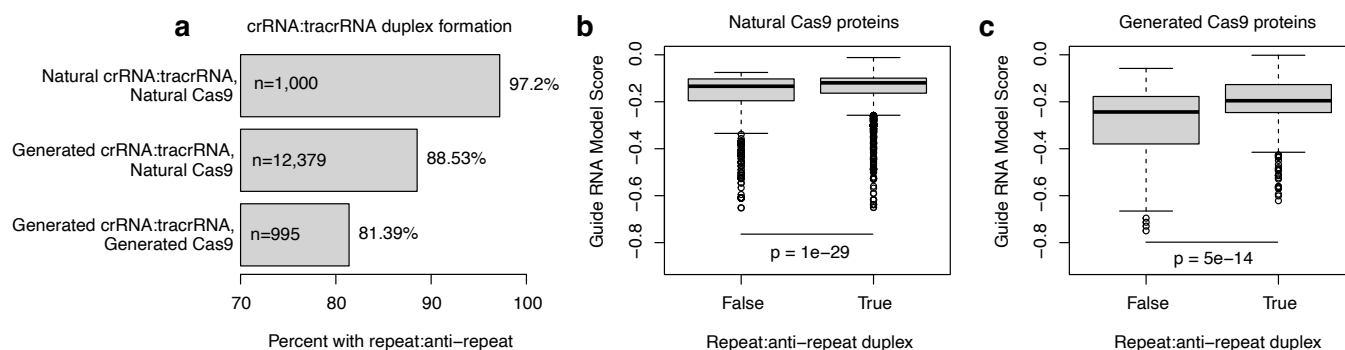 a
crRNA:tracrRNA duplex formation
Natural crRNA:tracrRNA,
Natural Cas9
n=1,000
97.2%
Generated crRNA:tracrRNA,
Natural Cas9
n=12,379
88.53%
Generated crRNA:tracrRNA,
Generated Cas9
n=995
81.39%
70 80 90 100
Percent with repeat:anti−repeat
b
Natural Cas9 proteins
Guide RNA Model Score
0.0
−0.2
−0.4
−0.6
−0.8
p = 1e−29
False True
Repeat:anti−repeat duplex
c
Generated Cas9 proteins
Guide RNA Model Score
0.0
−0.2
−0.4
−0.6
−0.8
p = 5e−14
False True
Repeat:anti−repeat duplex